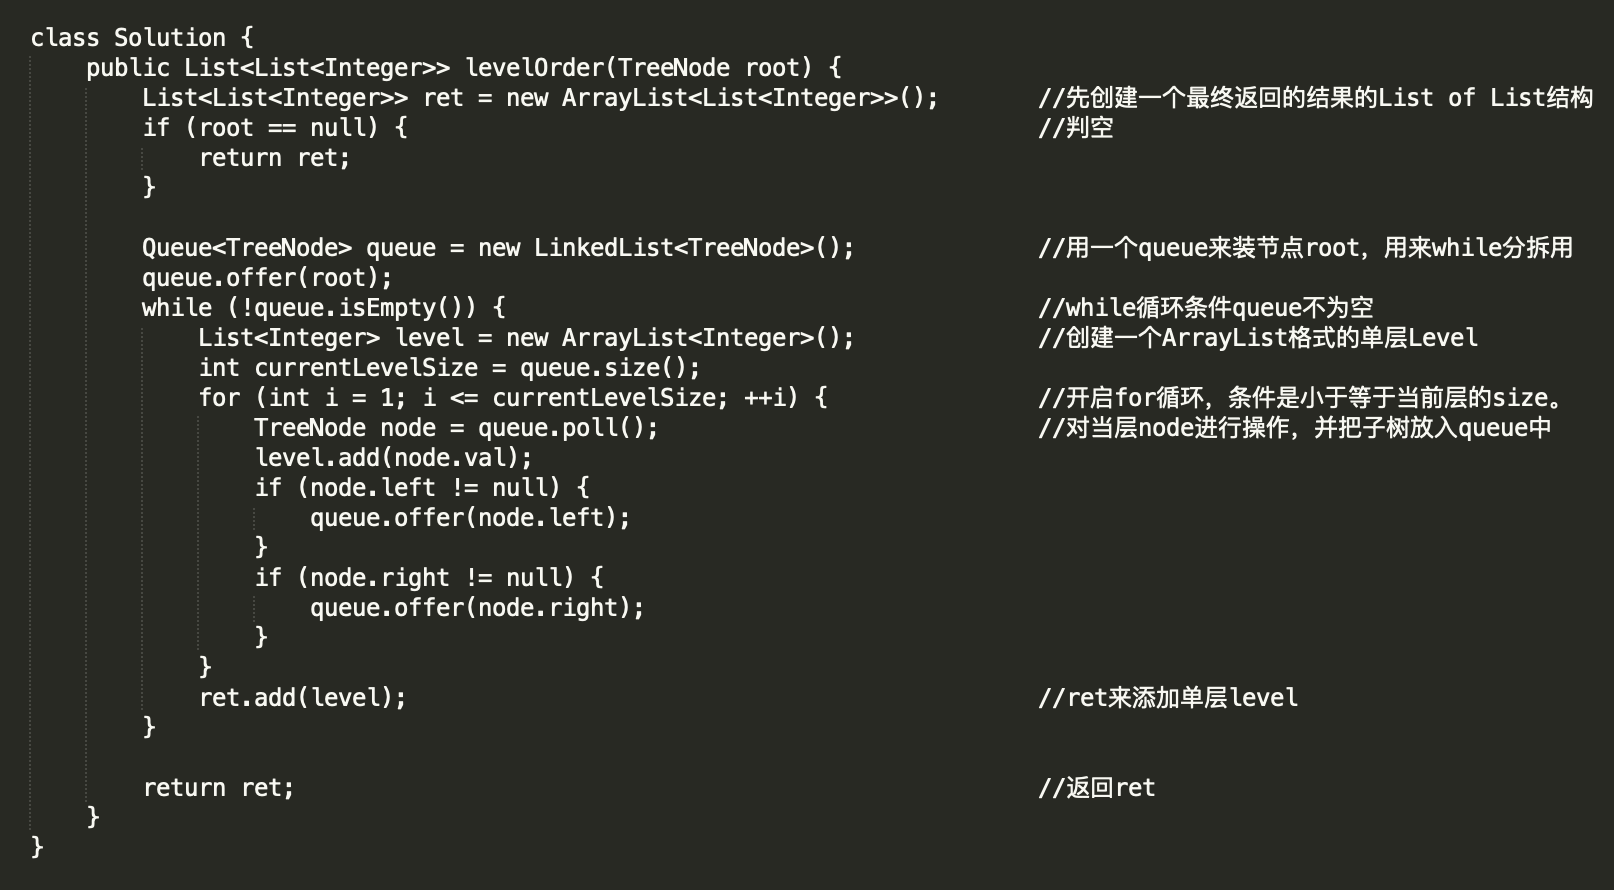 class Solution {
    public List<List<Integer>> levelOrder(TreeNode root) {
        List<List<Integer>> ret = new ArrayList<List<Integer>>();       //先创建一个最终返回的结果的List of List结构
        if (root == null) {                                             //判空
            return ret;
        }

        Queue<TreeNode> queue = new LinkedList<TreeNode>();             //用一个queue来装节点root，用来while分拆用
        queue.offer(root);
        while (!queue.isEmpty()) {                                      //while循环条件queue不为空
            List<Integer> level = new ArrayList<Integer>();             //创建一个ArrayList格式的单层Level
            int currentLevelSize = queue.size();
            for (int i = 1; i <= currentLevelSize; ++i) {               //开启for循环，条件是小于等于当前层的size。
                TreeNode node = queue.poll();                           //对当层node进行操作，并把子树放入queue中
                level.add(node.val);
                if (node.left != null) {
                    queue.offer(node.left);
                }
                if (node.right != null) {
                    queue.offer(node.right);
                }
            }
            ret.add(level);                                             //ret来添加单层level
        }

        return ret;                                                     //返回ret
    }
}